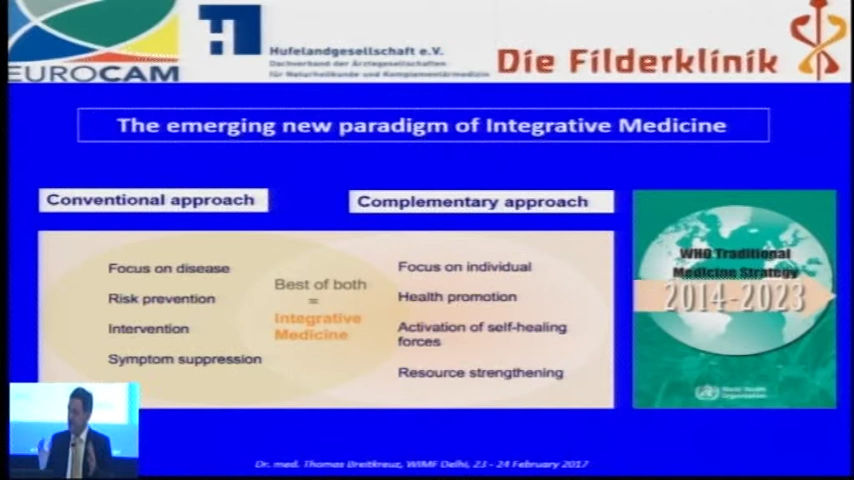 EUROCAM
Hufelandgesellschaft e.V.
Dachverband der Ärztegesellschaften
für Naturheilkunde und Komplementärmedizin
Die Filderklinik
The emerging new paradigm of Integrative Medicine
Conventional approach
Complementary approach
Focus on disease
Risk prevention
Intervention
Symptom suppression
Best of both
=
Integrative
Medicine
Focus on individual
Health promotion
Activation of self-healing
forces
Resource strengthening
WHO Traditional
Medicine Strategy
2014-2023
World Health
Organization
Dr. med. Thomas Breitkreuz, WIMF Delhi, 23 - 24 February 2017